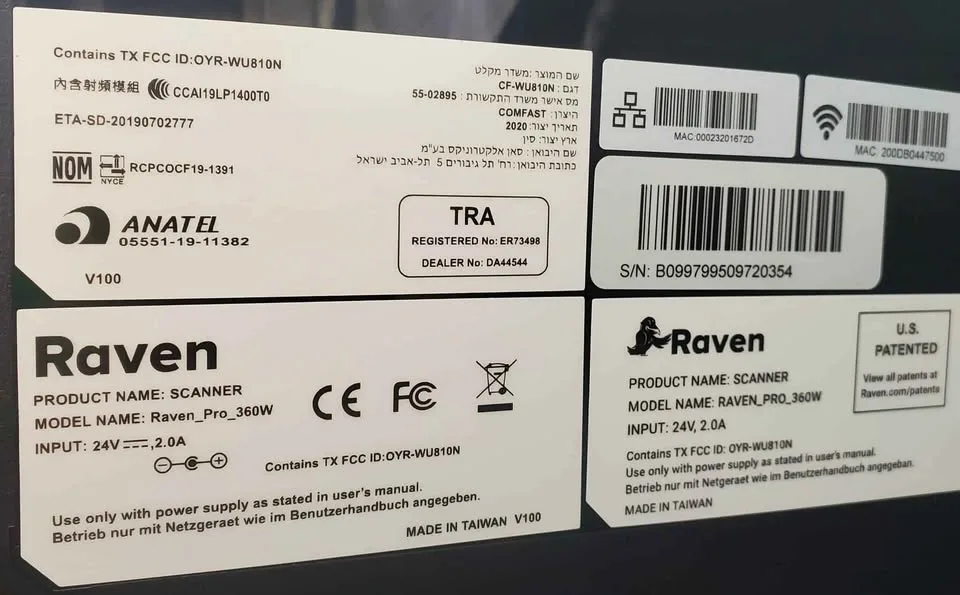 Contains TX FCC ID:OYR-WU810N
內含射頻模組 CCAI19LP1400T0
ETA-SD-20190702777
NOM NYCE RCPCOCF19-1391
ANATEL
05551-19-11382
V100
שם המוצר :משדר מקלט
דגם : CF-WU810N
מס אישור משרד התקשורת : 55-02895
היצרן: COMFAST
תאריך יצור: 2020
ארץ יצור: סין
שם היבואן : סאן אלקטרוניקס בע"מ
כתובת היבואן :רח' תל גיבורים 5 תל-אביב ישראל
TRA
REGISTERED No: ER73498
DEALER No: DA44544
MAC:00023201672D
MAC: 200DB0447500
S/N: B099799509720354
Raven
PRODUCT NAME: SCANNER
MODEL NAME: Raven_Pro_360W
INPUT: 24V ,2.0A
CE FC
Contains TX FCC ID:OYR-WU810N
Use only with power supply as stated in user's manual.
Betrieb nur mit Netzgeraet wie im Benutzerhandbuch angegeben.
MADE IN TAIWAN V100
Raven
PRODUCT NAME: SCANNER
MODEL NAME: RAVEN_PRO_360W
INPUT: 24V, 2.0A
Contains TX FCC ID:OYR-WU810N
Use only with power supply as stated in user's manual.
Betrieb nur mit Netzgeraet wie im Benutzerhandbuch angegeban.
MADE IN TAIWAN
U.S.
PATENTED
View all patents at
Raven.com/patents